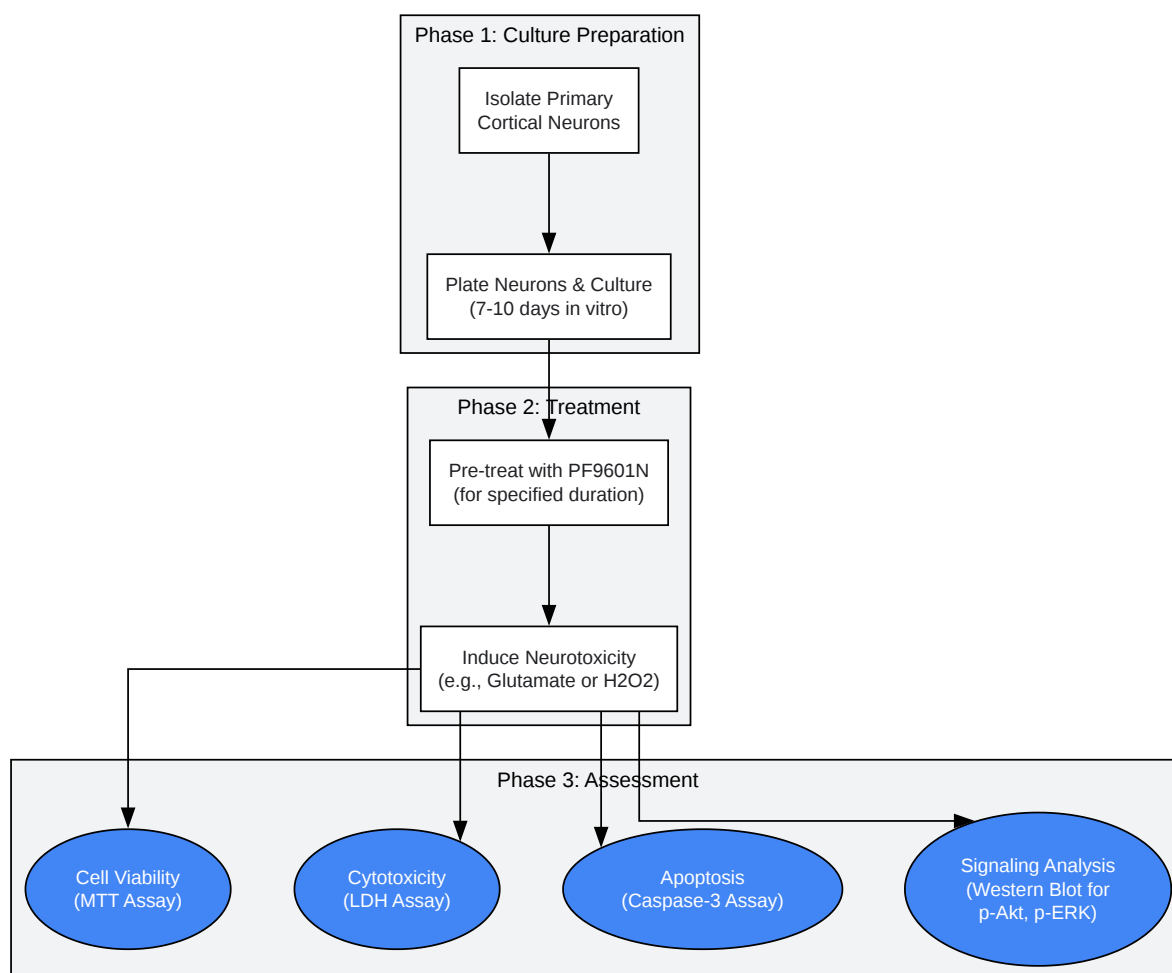 Phase 1: Culture Preparation
Isolate Primary
Cortical Neurons
Plate Neurons & Culture
(7-10 days in vitro)
Phase 2: Treatment
Pre-treat with PF9601N
(for specified duration)
Induce Neurotoxicity
(e.g., Glutamate or H2O2)
Phase 3: Assessment
Cell Viability
(MTT Assay)
Cytotoxicity
(LDH Assay)
Apoptosis
(Caspase-3 Assay)
Signaling Analysis
(Western Blot for
p-Akt, p-ERK)